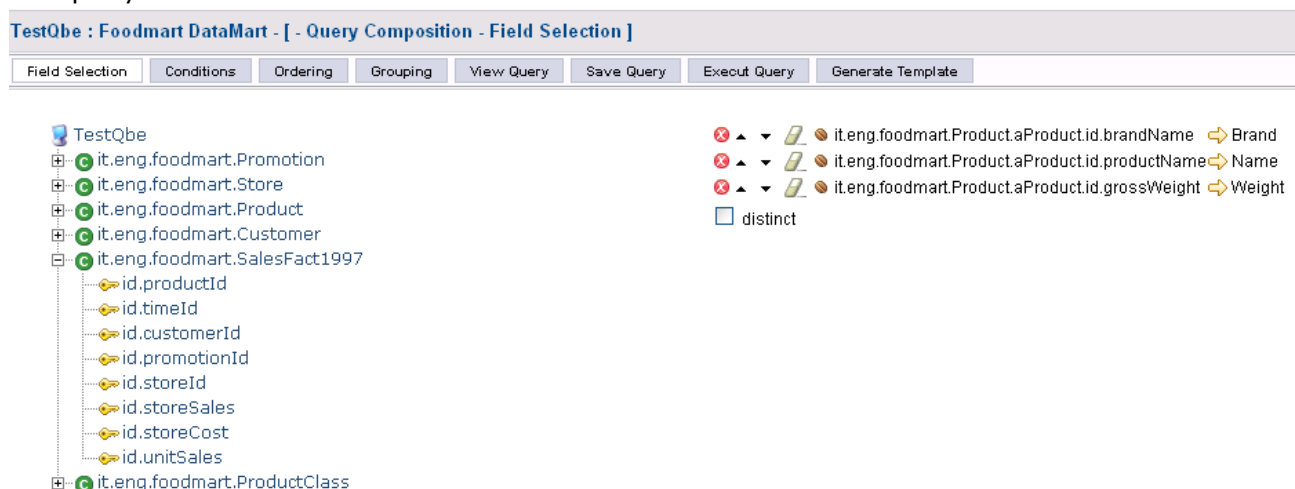 TestQbe : Foodmart DataMart - [ - Query Composition - Field Selection ]
Field Selection Conditions Ordering Grouping View Query Save Query Execut Query Generate Template
TestQbe
it.eng.foodmart.Promotion
it.eng.foodmart.Store
it.eng.foodmart.Product
it.eng.foodmart.Customer
it.eng.foodmart.SalesFact1997
id.productId
id.timeId
id.customerId
id.promotionId
id.storeId
id.storeSales
id.storeCost
id.unitSales
it.eng.foodmart.ProductClass
it.eng.foodmart.Product.aProduct.id.brandName Brand
it.eng.foodmart.Product.aProduct.id.productName Name
it.eng.foodmart.Product.aProduct.id.grossWeight Weight
distinct